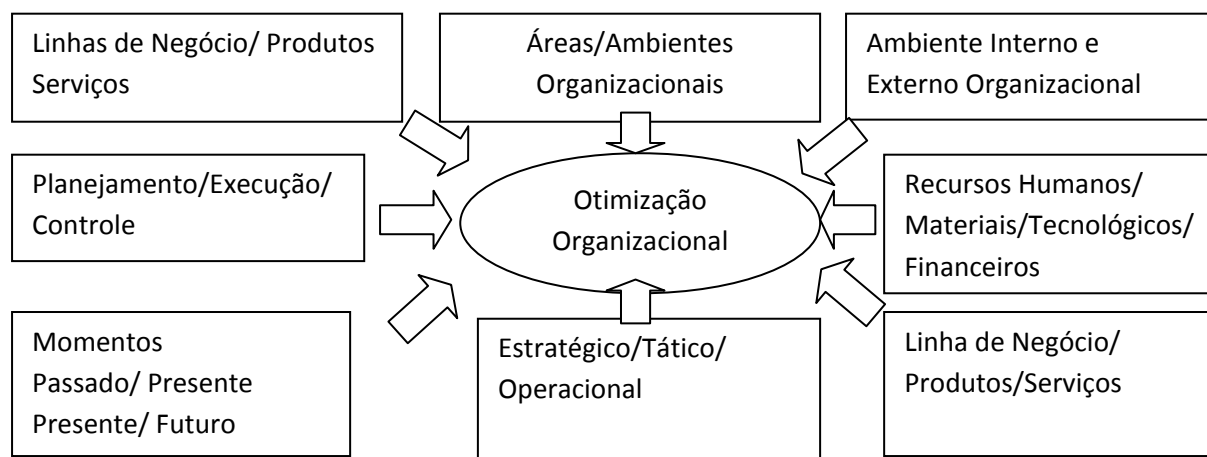 Linhas de Negócio/ Produtos
Serviços
Áreas/Ambientes
Organizacionais
Ambiente Interno e
Externo Organizacional
Planejamento/Execução/
Controle
Otimização
Organizacional
Recursos Humanos/
Materiais/Tecnológicos/
Financeiros
Momentos
Passado/ Presente
Presente/ Futuro
Estratégico/Tático/
Operacional
Linha de Negócio/
Produtos/Serviços